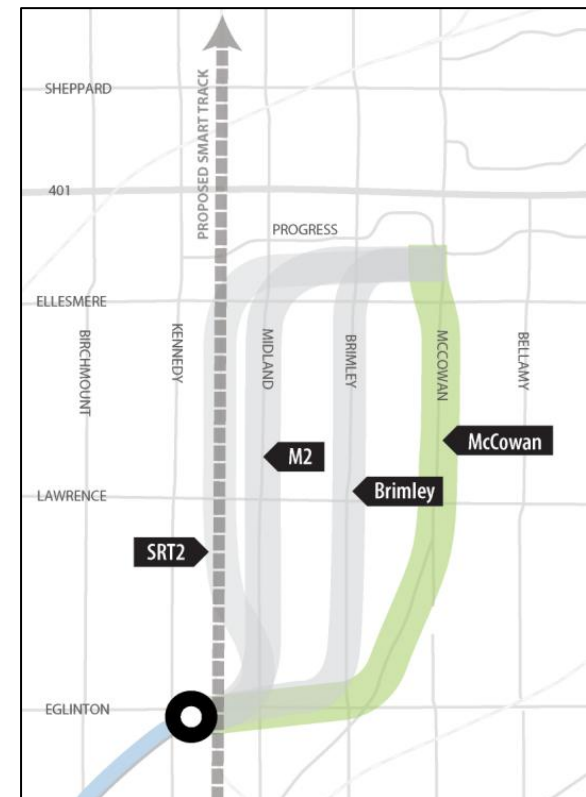 SHEPPARD
PROPOSED SMART TRACK
401
PROGRESS
ELLESMERE
BIRCHMOUNT
KENNEDY
MIDLAND
BRIMLEY
MCCOWAN
BELLAMY
McCowan
M2
Brimley
LAWRENCE
SRT2
EGLINTON